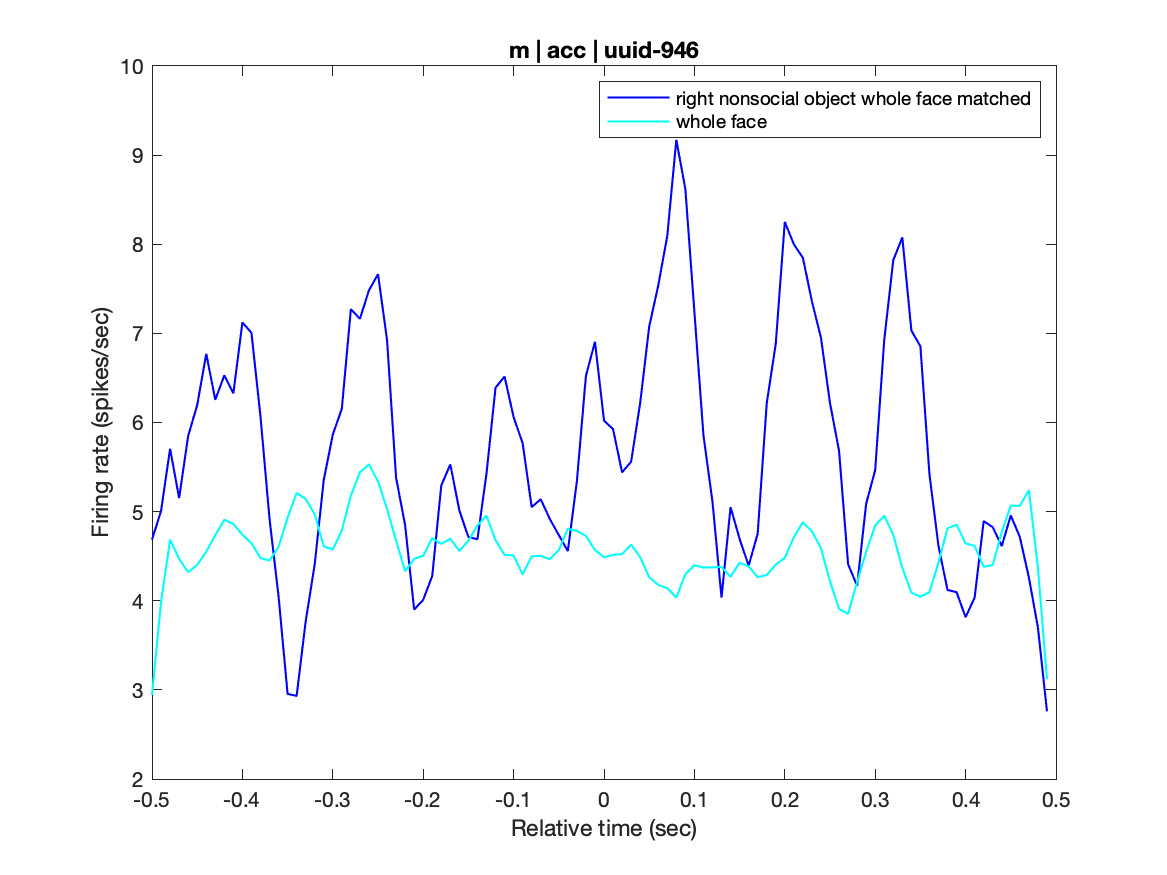 m | acc | uuid-946
right nonsocial object whole face matched
whole face
10
9
8
7
6
5
4
3
2
Firing rate (spikes/sec)
-0.5 -0.4 -0.3 -0.2 -0.1 0 0.1 0.2 0.3 0.4 0.5
Relative time (sec)